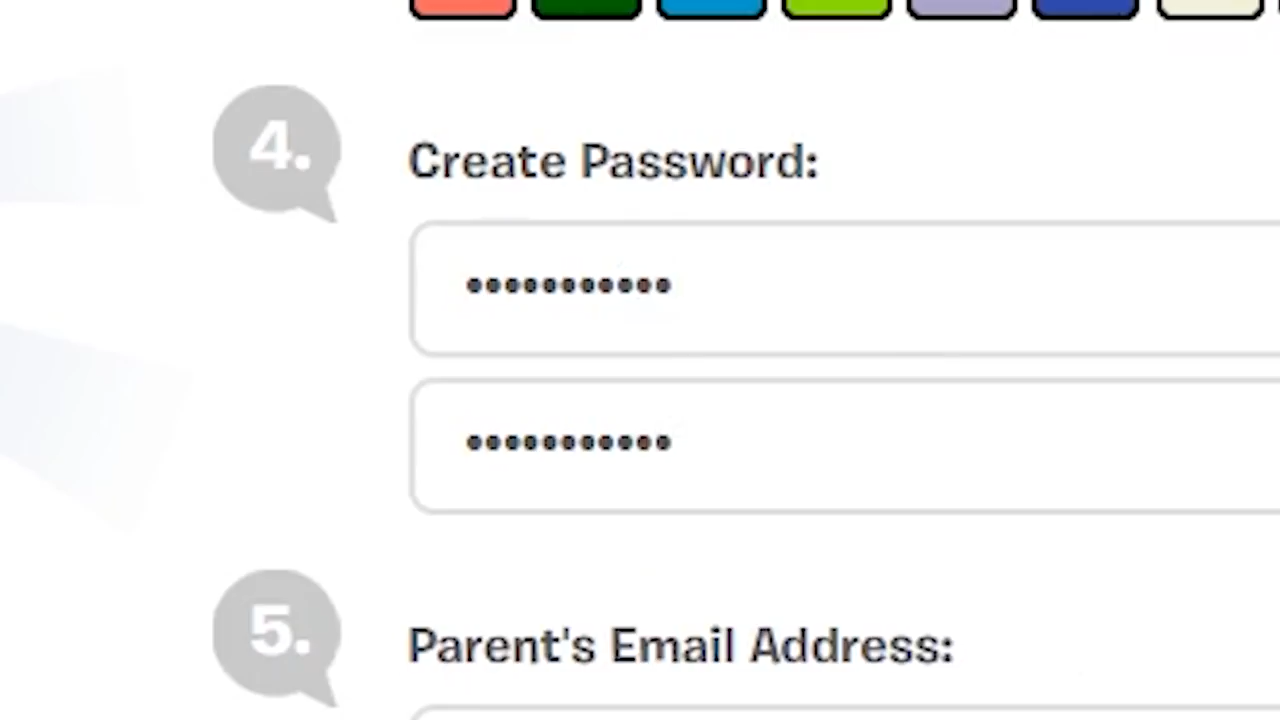 4.
Create Password:
•••••••••••
•••••••••••
5.
Parent's Email Address: